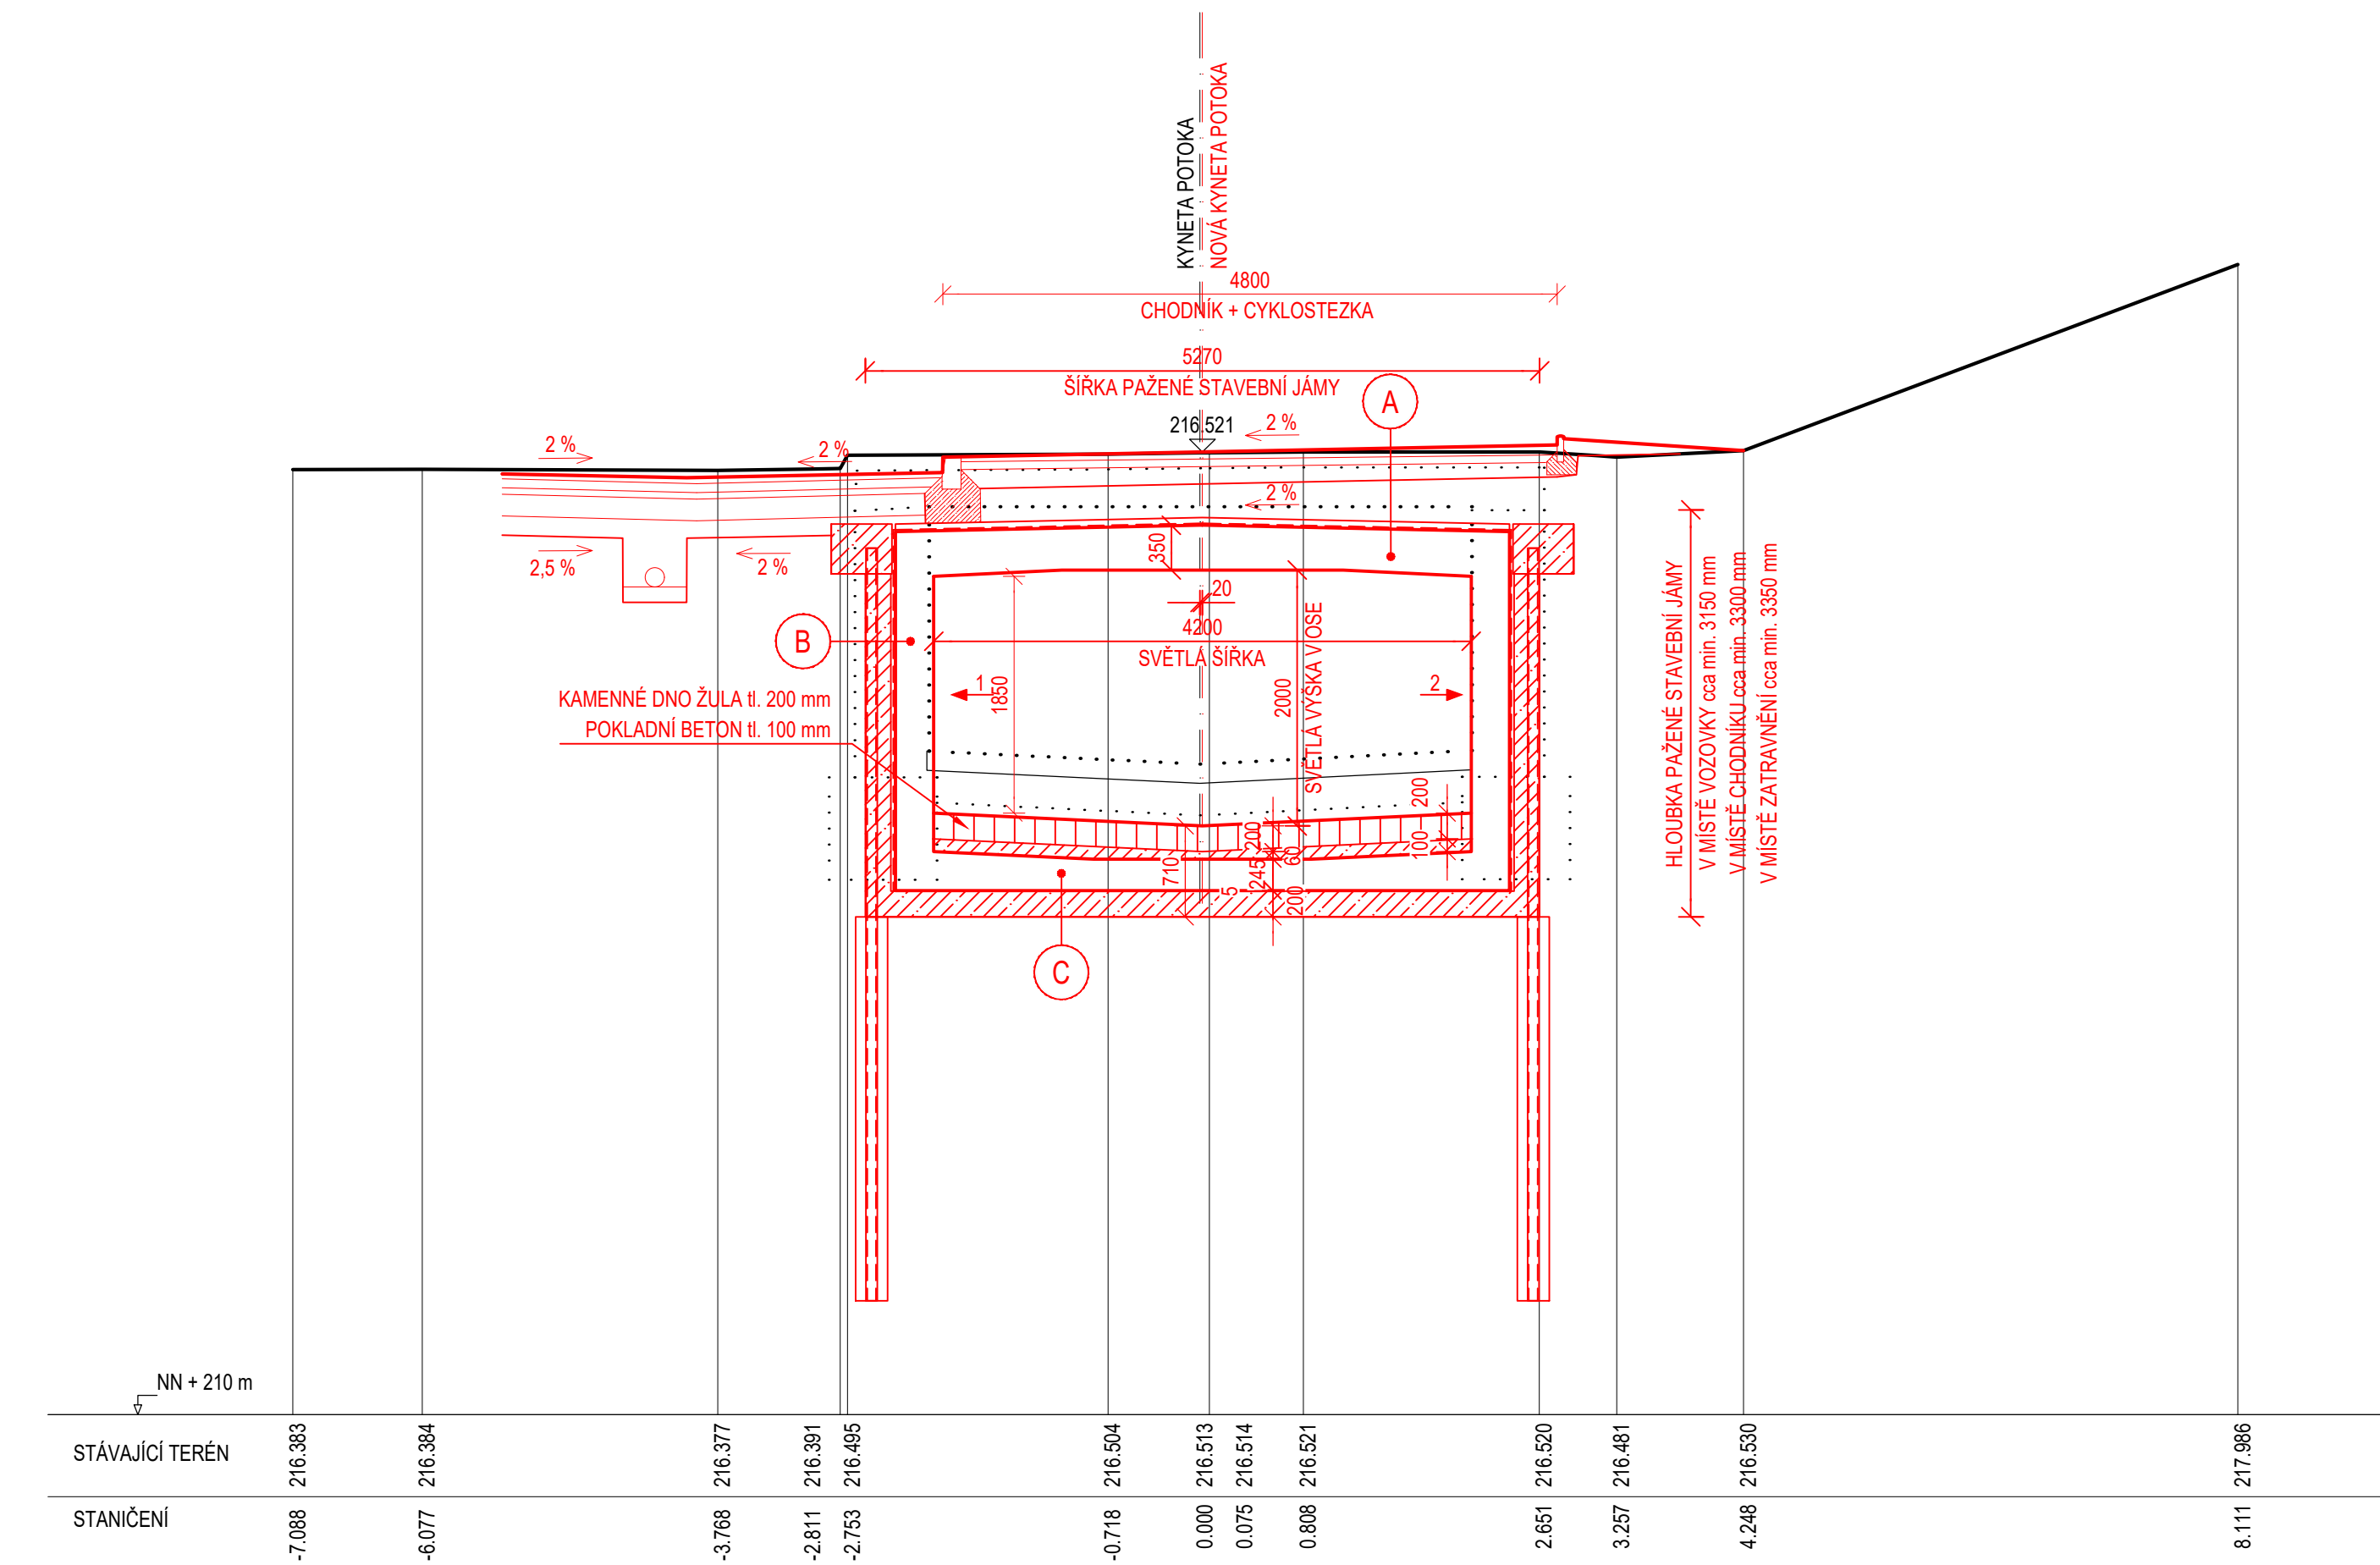 KYNETA POTOKA
NOVÁ KYNETA POTOKA
4800
CHODNÍK + CYKLOSTEZKA
5270
ŠÍŘKA PAŽENÉ STAVEBNÍ JÁMY
A
216.521
2 %
2 %
2 %
2 %
2,5 %
2 %
350
20
4200
SVĚTLÁ ŠÍŘKA
B
1
2
1850
2000
SVĚTLÁ VÝŠKA V OSE
KAMENNÉ DNO ŽULA tl. 200 mm
POKLADNÍ BETON tl. 100 mm
HLOUBKA PAŽENÉ STAVEBNÍ JÁMY
V MÍSTĚ VOZOVKY cca min. 3150 mm
V MÍSTĚ CHODNÍKU cca min. 3300 mm
V MÍSTĚ ZATRAVNĚNÍ cca min. 3350 mm
200
100
200
60
245
710
5
200
C
NN + 210 m
STÁVAJÍCÍ TERÉN 216.383 216.384 216.377 216.391 216.495 216.504 216.513 216.514 216.521 216.520 216.481 216.530 217.986
STANIČENÍ -7.088 -6.077 -3.768 -2.811 -2.753 -0.718 0.000 0.075 0.808 2.651 3.257 4.248 8.111